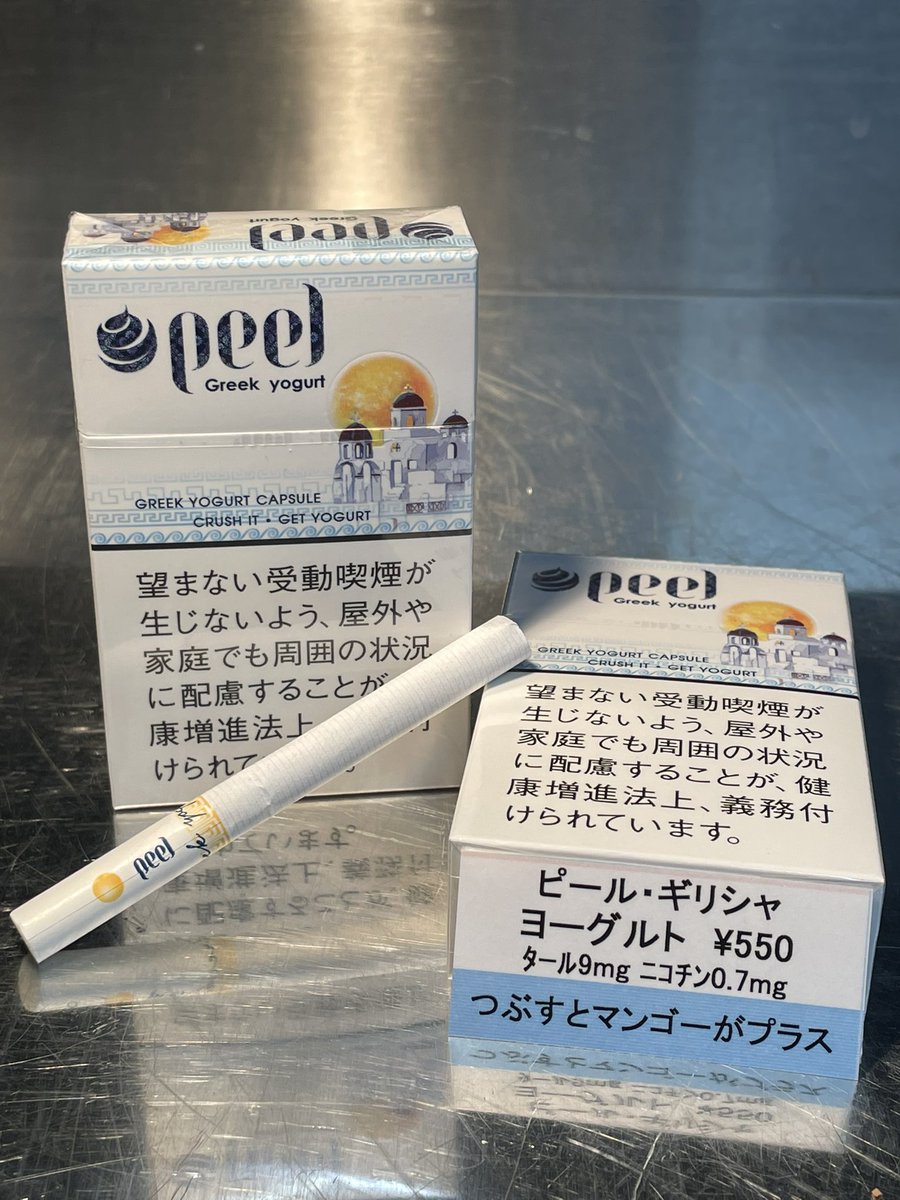 peel
Greek yogurt
peel
Greek yogurt
GREEK YOGURT CAPSULE
CRUSH IT • GET YOGURT
望まない受動喫煙が
生じないよう、屋外や
家庭でも周囲の状況
に配慮することが
康増進法上
けられて
peel
peel
Greek yogurt
GREEK YOGURT CAPSULE
CRUSH IT • GET YOGURT
望まない受動喫煙が
生じないよう、屋外や
家庭でも周囲の状況
に配慮することが、健
康増進法上、義務付
けられています。
ピール・ギリシャ
ヨーグルト ¥550
タール9mg ニコチン0.7mg
つぶすとマンゴーがプラス